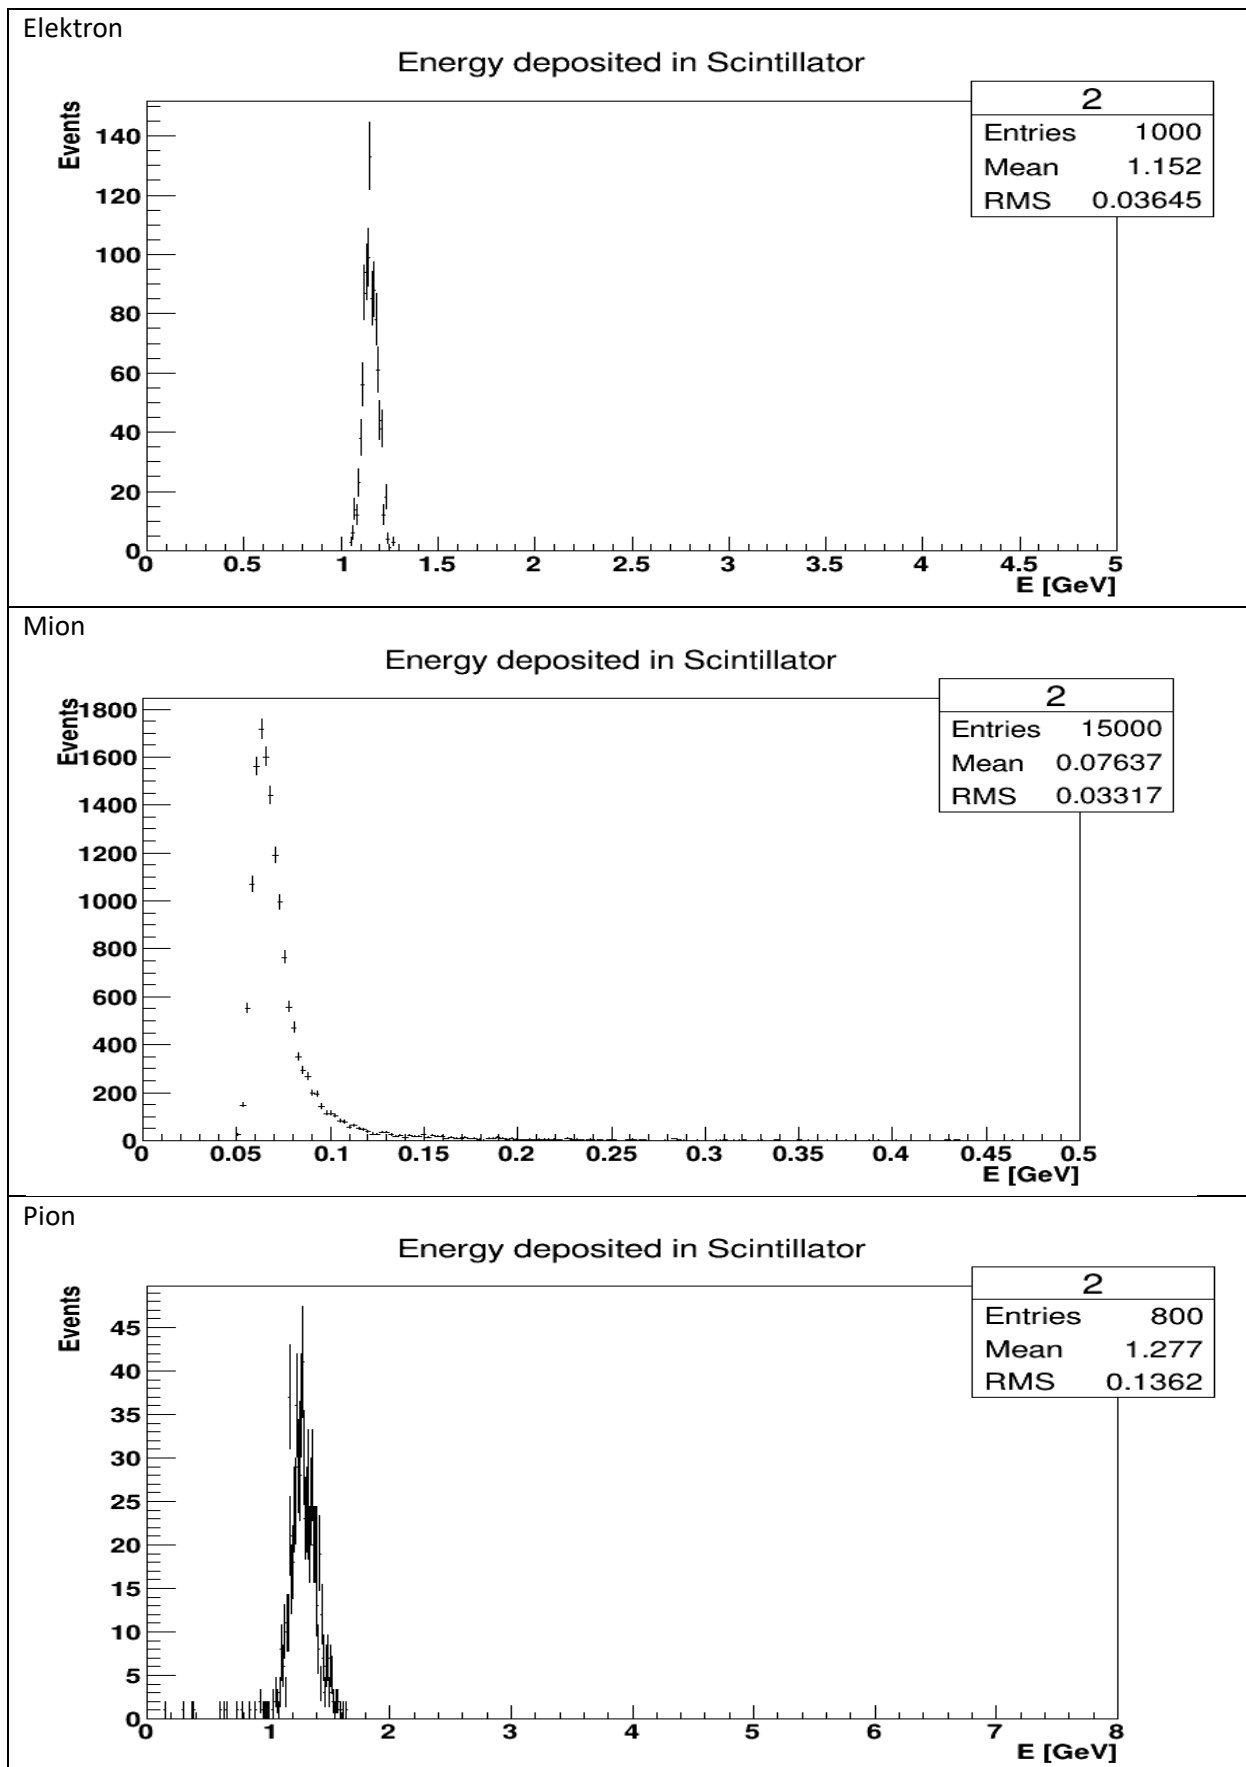 Elektron
Energy deposited in Scintillator
2
Entries 1000
Mean 1.152
RMS 0.03645
Events
140
120
100
80
60
40
20
0
0 0.5 1 1.5 2 2.5 3 3.5 4 4.5 5
E [GeV]
Mion
Energy deposited in Scintillator
2
Entries 15000
Mean 0.07637
RMS 0.03317
Events
1800
1600
1400
1200
1000
800
600
400
200
0
0 0.05 0.1 0.15 0.2 0.25 0.3 0.35 0.4 0.45 0.5
E [GeV]
Pion
Energy deposited in Scintillator
2
Entries 800
Mean 1.277
RMS 0.1362
Events
45
40
35
30
25
20
15
10
5
0
0 1 2 3 4 5 6 7 8
E [GeV]